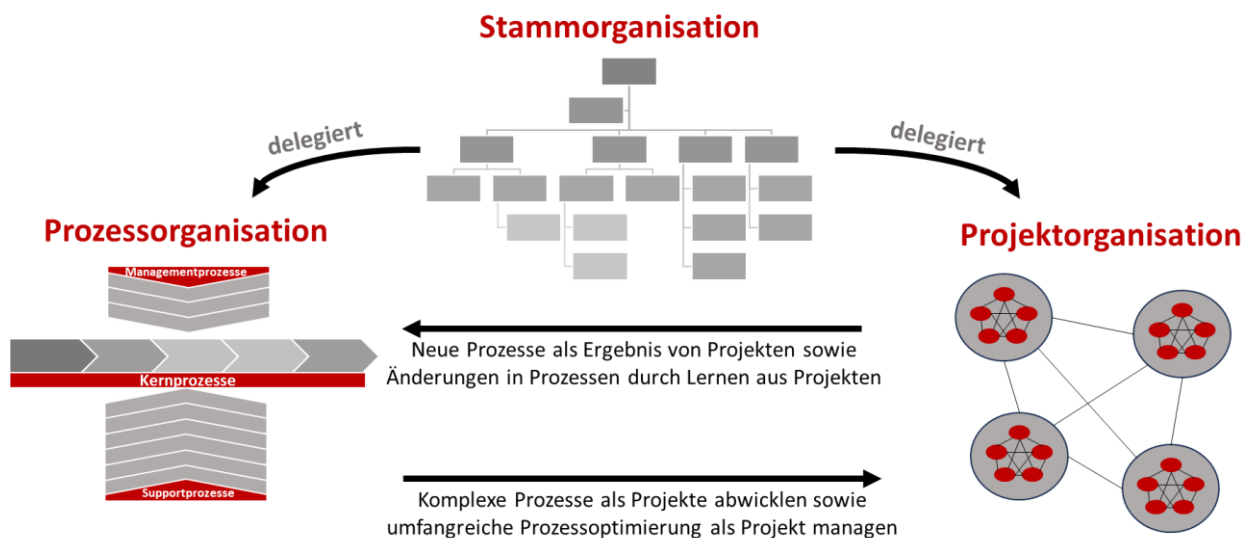 Stammorganisation
delegiert
delegiert
Prozessorganisation
Projektorganisation
Managementprozesse
Kernprozesse
Supportprozesse
Neue Prozesse als Ergebnis von Projekten sowie
Änderungen in Prozessen durch Lernen aus Projekten
Komplexe Prozesse als Projekte abwicklen sowie
umfangreiche Prozessoptimierung als Projekt managen